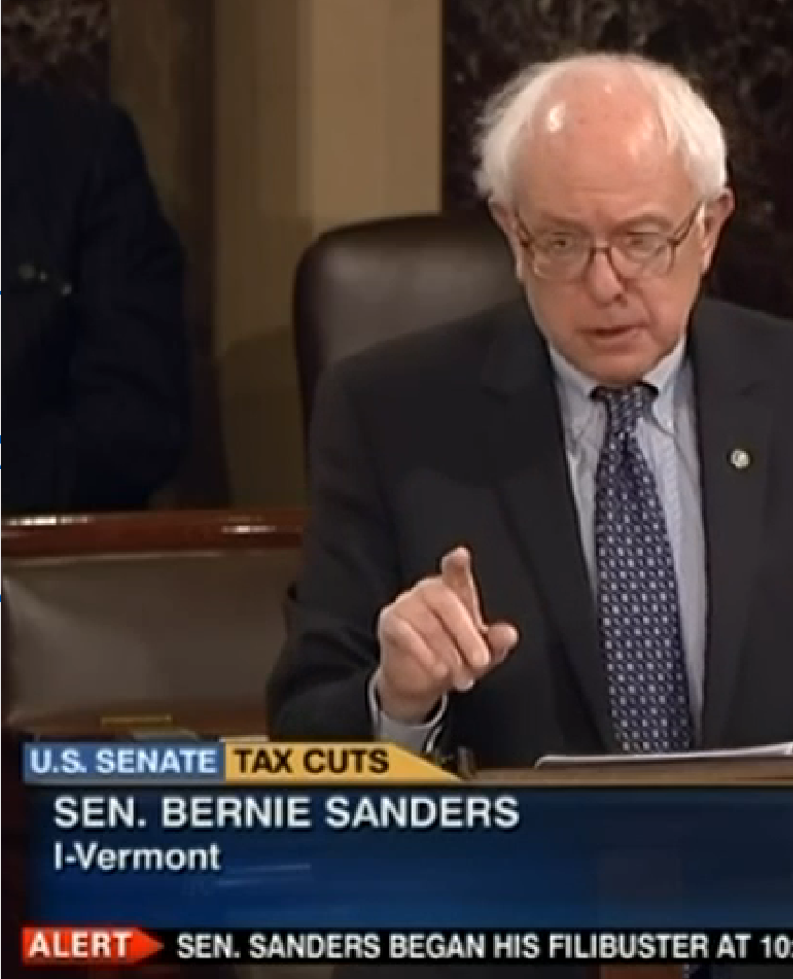 U.S. SENATE TAX CUTS
SEN. BERNIE SANDERS
I-Vermont
ALERT SEN. SANDERS BEGAN HIS FILIBUSTER AT 10: